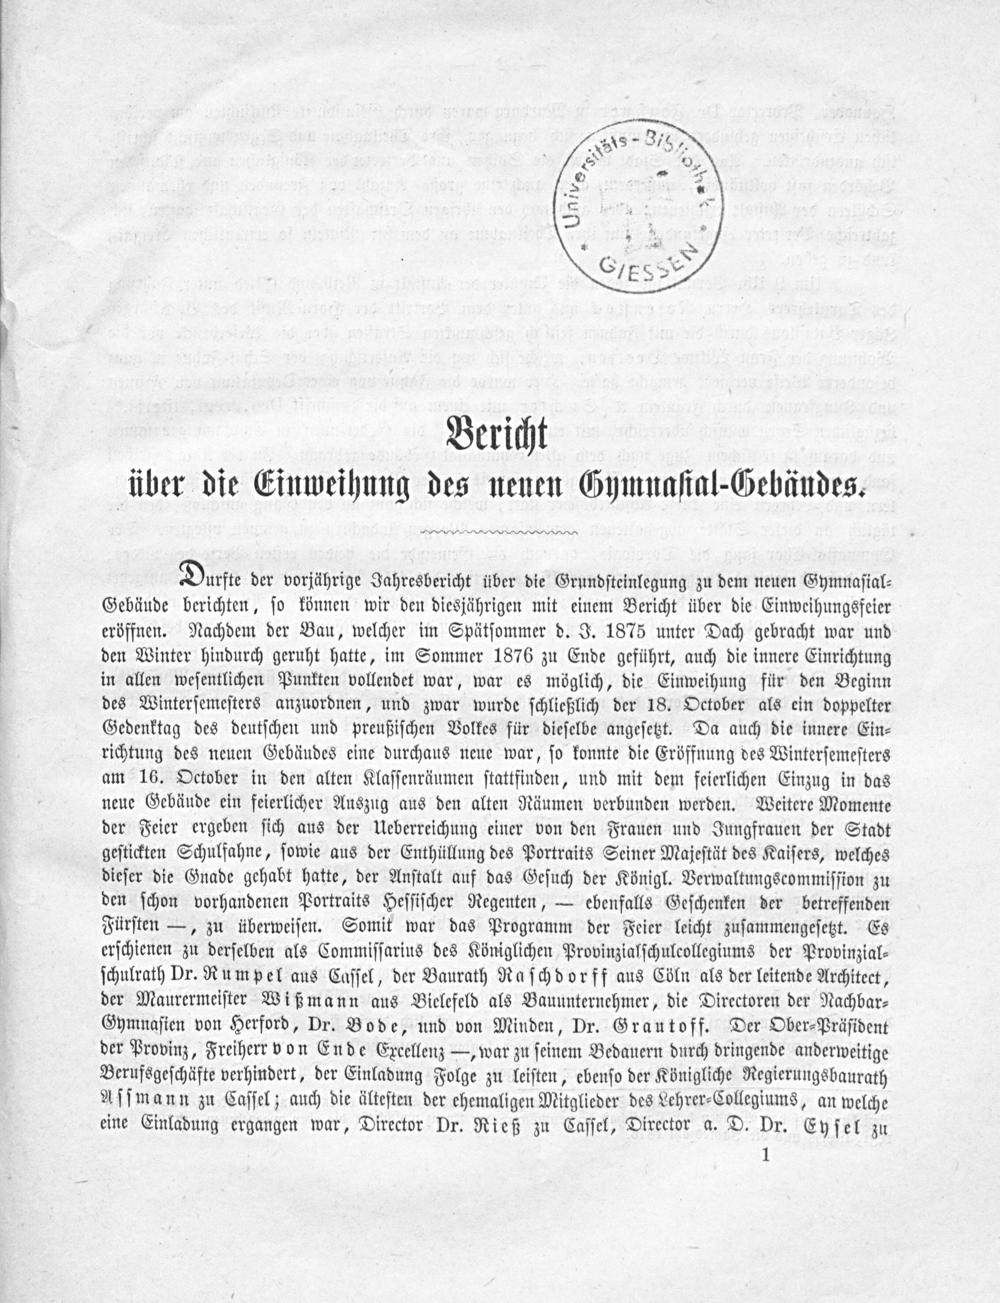 Universitäts-Bibliothek
GIESSEN
Bericht
über die Einweihung des neuen Gymnasial-Gebäudes.
Durfte der vorjährige Jahresbericht über die Grundsteinlegung zu dem neuen Gymnasial-
Gebäude berichten, so können wir den diesjährigen mit einem Bericht über die Einweihungsfeier
eröffnen. Nachdem der Bau, welcher im Spätsommer d. J. 1875 unter Dach gebracht war und
den Winter hindurch geruht hatte, im Sommer 1876 zu Ende geführt, auch die innere Einrichtung
in allen wesentlichen Punkten vollendet war, war es möglich, die Einweihung für den Beginn
des Wintersemesters anzuordnen, und zwar wurde schließlich der 18. October als ein doppelter
Gedenktag des deutschen und preußischen Volkes für dieselbe angesetzt. Da auch die innere Ein-
richtung des neuen Gebäudes eine durchaus neue war, so konnte die Eröffnung des Wintersemesters
am 16. October in den alten Klassenräumen stattfinden, und mit dem feierlichen Einzug in das
neue Gebäude ein feierlicher Auszug aus den alten Räumen verbunden werden. Weitere Momente
der Feier ergeben sich aus der Ueberreichung einer von den Frauen und Jungfrauen der Stadt
gestickten Schulfahne, sowie aus der Enthüllung des Portraits Seiner Majestät des Kaisers, welches
dieser die Gnade gehabt hatte, der Anstalt auf das Gesuch der Königl. Verwaltungscommission zu
den schon vorhandenen Portraits Hessischer Regenten, — ebenfalls Geschenken der betreffenden
Fürsten —, zu überweisen. Somit war das Programm der Feier leicht zusammengesetzt. Es
erschienen zu derselben als Commissarius des Königlichen Provinzialschulcollegiums der Provinzial-
schulrath Dr. Rumpel aus Cassel, der Baurath Raschdorff aus Cöln als der leitende Architect,
der Maurermeister Wißmann aus Bielefeld als Bauunternehmer, die Directoren der Nachbar-
Gymnasien von Herford, Dr. Bode, und von Minden, Dr. Grautoff. Der Ober-Präsident
der Provinz, Freiherr von Ende Excellenz —, war zu seinem Bedauern durch dringende anderweitige
Berufsgeschäfte verhindert, der Einladung Folge zu leisten, ebenso der Königliche Regierungsbaurath
Assmann zu Cassel; auch die ältesten der ehemaligen Mitglieder des Lehrer-Collegiums, an welche
eine Einladung ergangen war, Director Dr. Rieß zu Cassel, Director a. D. Dr. Eysel zu
1